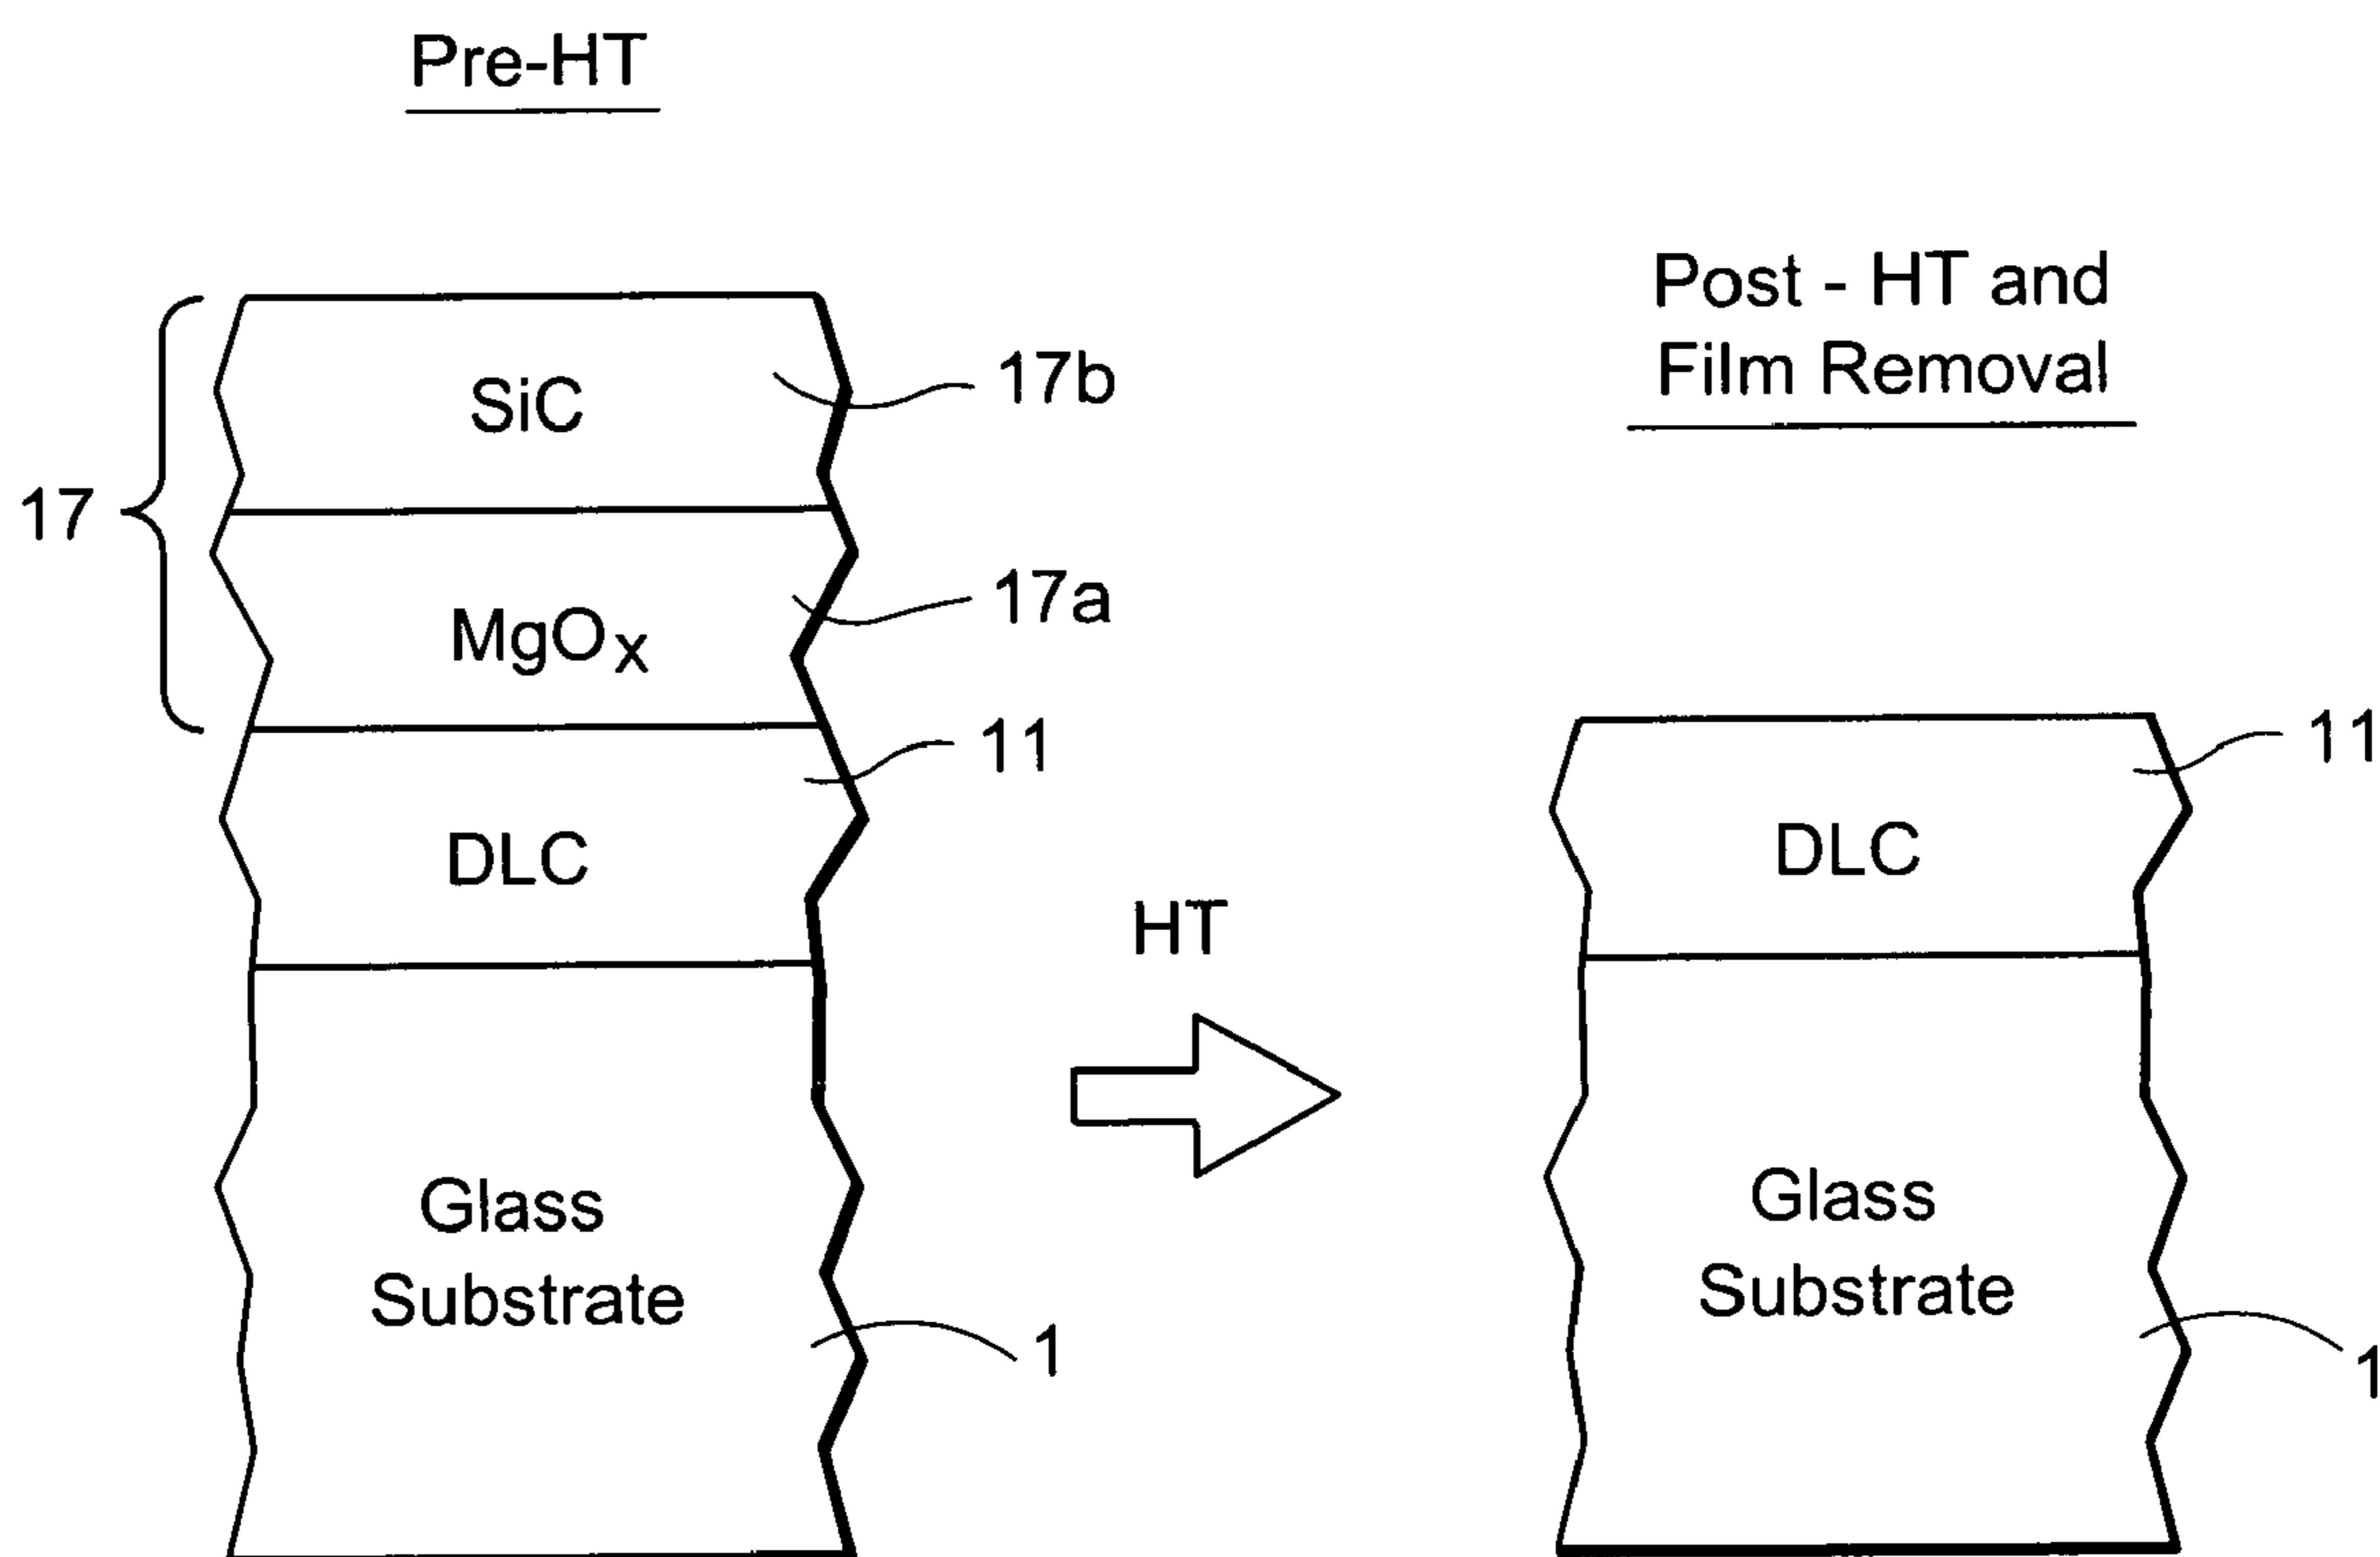 Pre-HT
Post - HT and
Film Removal
SiC
17b
17
MgOx
17a
11
DLC
HT
Glass
Substrate
1
11
DLC
Glass
Substrate
1